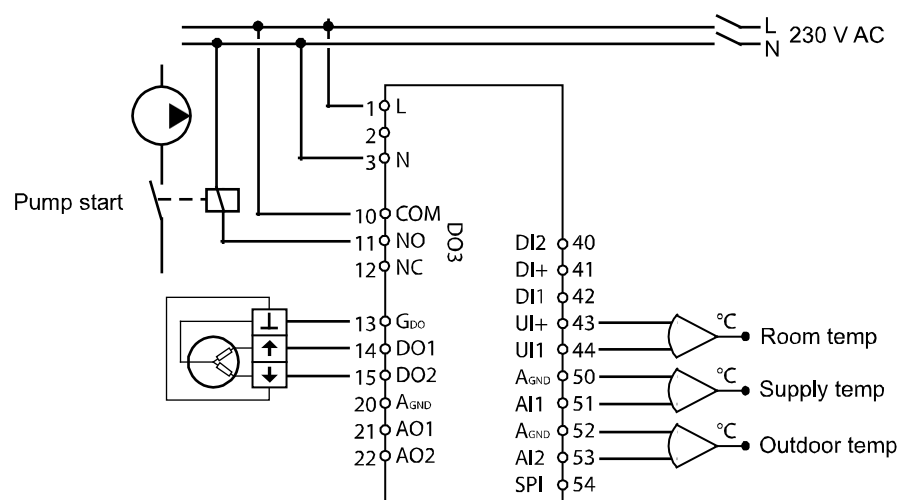 L
N 230 V AC
1 L
2
3 N
Pump start
10 COM
11 NO
12 NC
DO3
13 GDO
14 DO1
15 DO2
20 AGND
21 AO1
22 AO2
DI2 40
DI+ 41
DI1 42
UI+ 43
UI1 44
AGND 50
AI1 51
AGND 52
AI2 53
SPI 54
°C Room temp
°C Supply temp
°C Outdoor temp